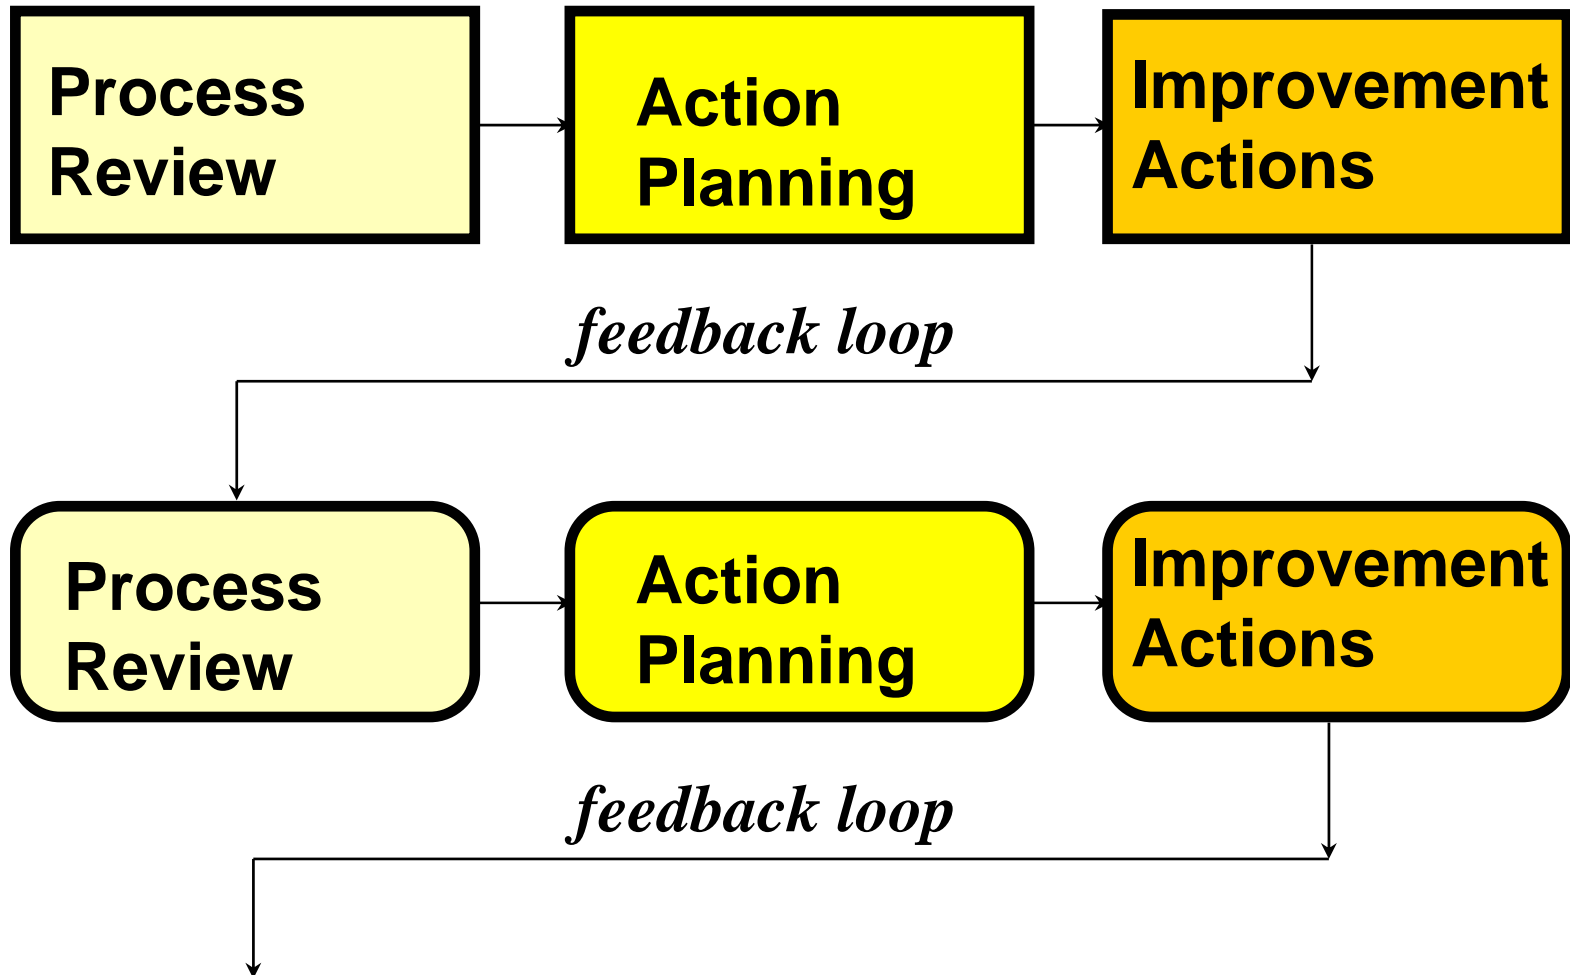 Process
Review
Action
Planning
Improvement
Actions
feedback loop
Process
Review
Action
Planning
Improvement
Actions
feedback loop